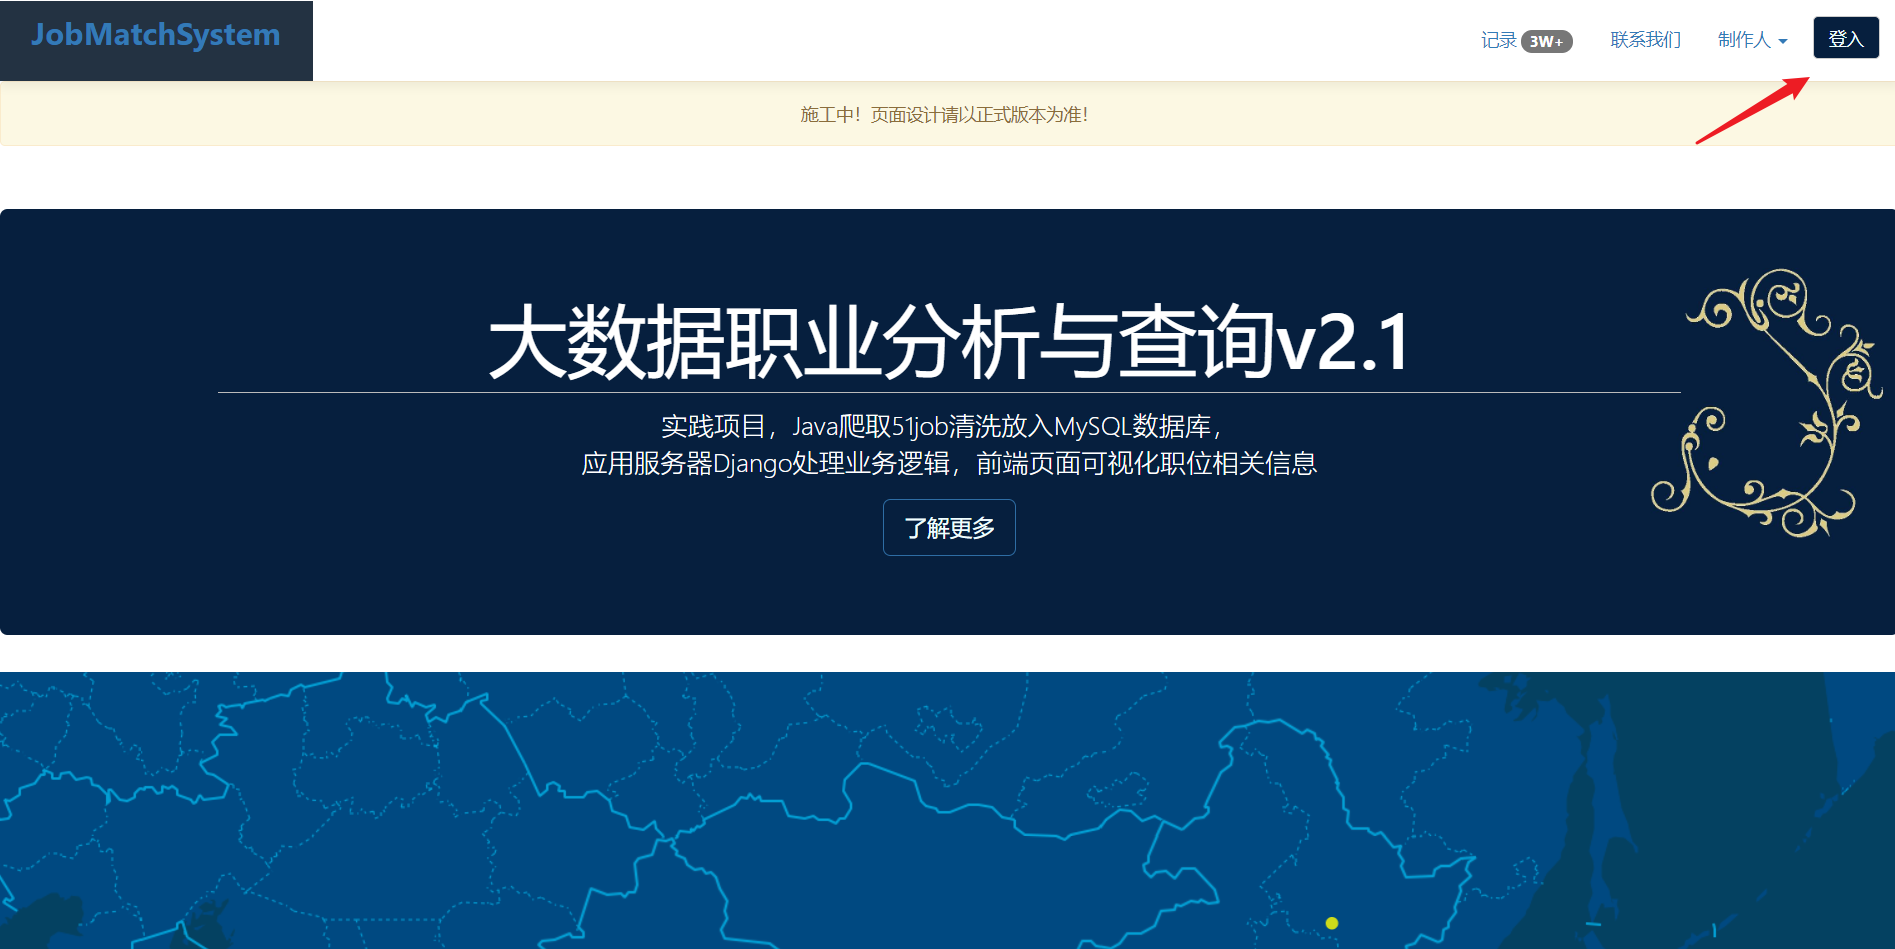 JobMatchSystem
记录 3W+ 联系我们 制作人 登入
施工中！页面设计请以正式版本为准！
大数据职业分析与查询v2.1
实践项目，Java爬取51job清洗放入MySQL数据库，
应用服务器Django处理业务逻辑，前端页面可视化职位相关信息
了解更多